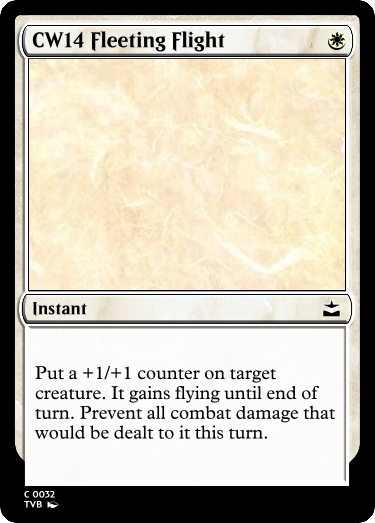 CW14 Fleeting Flight
Instant
Put a +1/+1 counter on target
creature. It gains flying until end of
turn. Prevent all combat damage that
would be dealt to it this turn.
C 0032
TVB